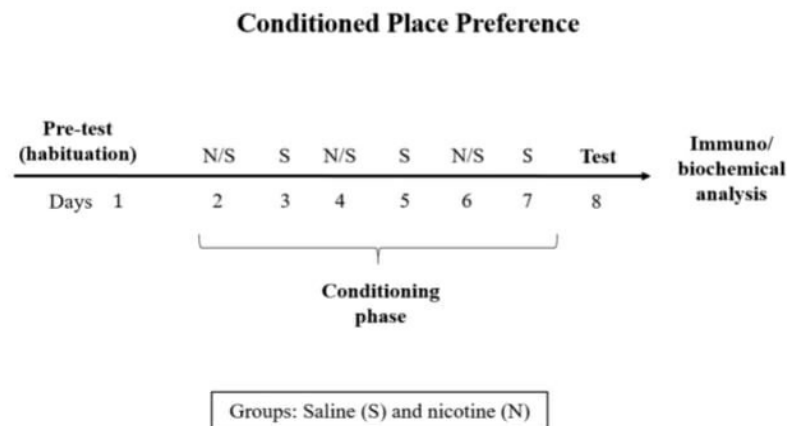 Conditioned Place Preference
Pre-test
(habituation)
N/S S N/S S N/S S Test
Immuno/
biochemical
analysis
Days 1 2 3 4 5 6 7 8
Conditioning
phase
Groups: Saline (S) and nicotine (N)